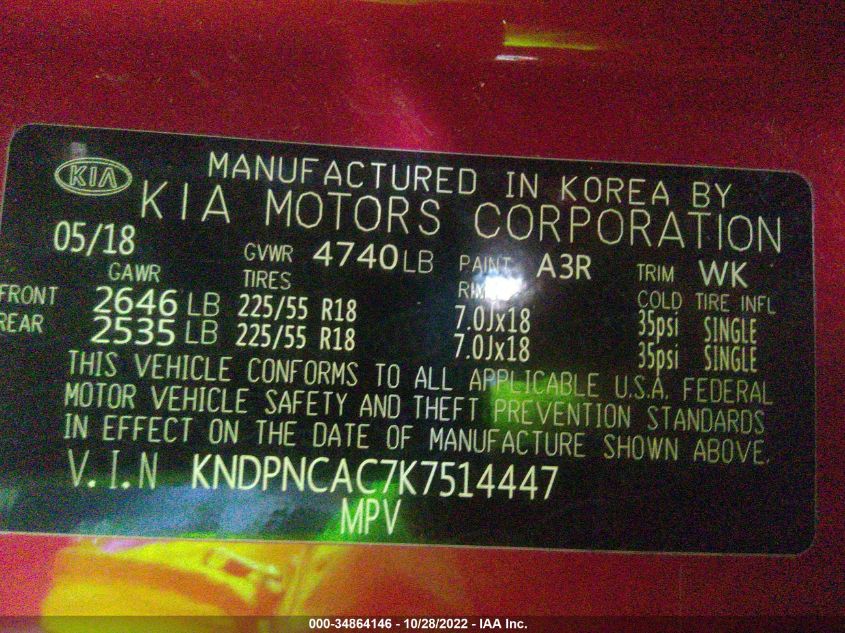 KIA MANUFACTURED IN KOREA BY
KIA MOTORS CORPORATION
05/18 GVWR 4740LB PAINT A3R TRIM WK
GAWR TIRES RIM COLD TIRE INFL
FRONT 2646 LB 225/55 R18 7.0Jx18 35psi SINGLE
REAR 2535 LB 225/55 R18 7.0Jx18 35psi SINGLE
THIS VEHICLE CONFORMS TO ALL APPLICABLE U.S.A. FEDERAL
MOTOR VEHICLE SAFETY AND THEFT PREVENTION STANDARDS
IN EFFECT ON THE DATE OF MANUFACTURE SHOWN ABOVE.
V.I.N KNDPNCAC7K7514447
MPV
000-34864146 - 10/28/2022 - IAA Inc.